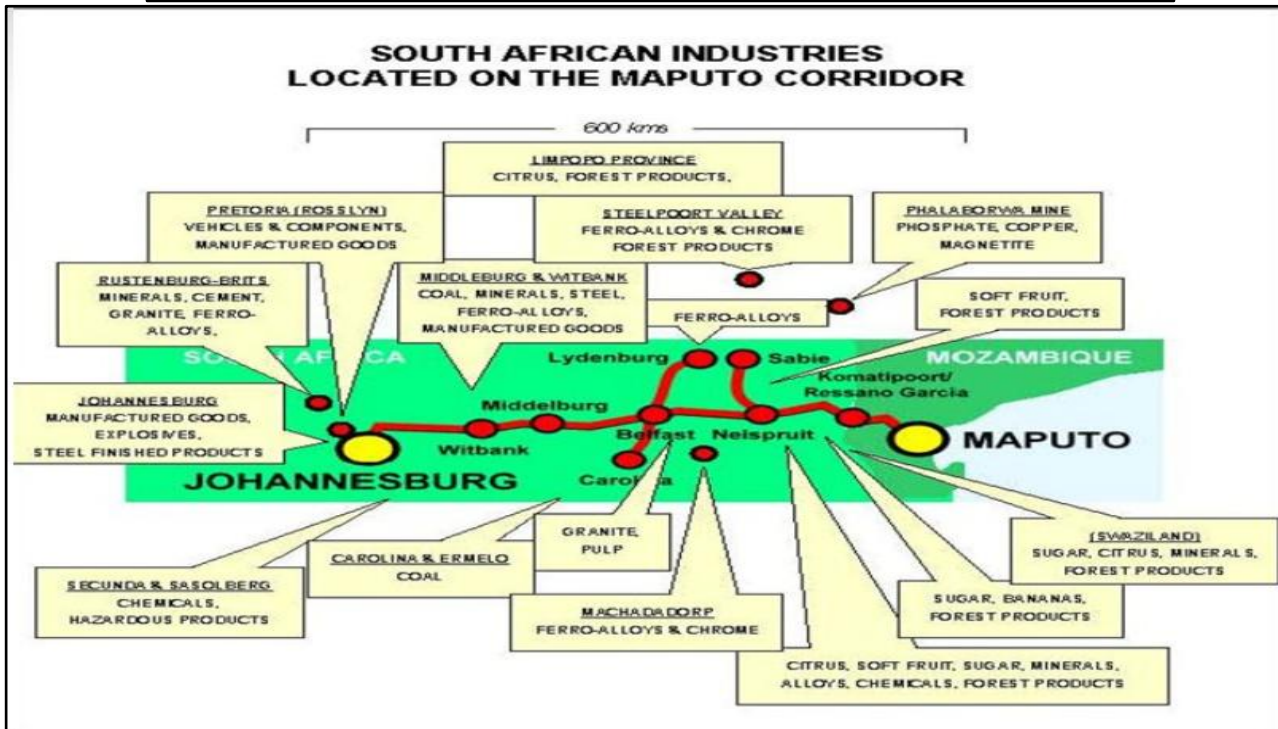 SOUTH AFRICAN INDUSTRIES
LOCATED ON THE MAPUTO CORRIDOR
600 kms
LIMPOPO PROVINCE
CITRUS, FOREST PRODUCTS,
PRETORIA (ROSSLYN)
VEHICLES & COMPONENTS,
MANUFACTURED GOODS
STEELPOORT VALLEY
FERRO-ALLOYS & CHROME
FOREST PRODUCTS
PHALABORWA MINE
PHOSPHATE, COPPER,
MAGNETITE
RUSTENBURG-BRITS
MINERALS, CEMENT,
GRANITE, FERRO-
ALLOYS,
MIDDLEBURG & WITBANK
COAL, MINERALS, STEEL,
FERRO-ALLOYS,
MANUFACTURED GOODS
FERRO-ALLOYS
SOFT FRUIT,
FOREST PRODUCTS
SOUTH AFRICA
MOZAMBIQUE
Lydenburg
Sabie
Komatipoort/
Ressano Garcia
JOHANNESBURG
MANUFACTURED GOODS,
EXPLOSIVES,
STEEL FINISHED PRODUCTS
Middelburg
Witbank
Belfast
Nelspruit
MAPUTO
JOHANNESBURG
Carolina
GRANITE,
PULP
CAROLINA & ERMELO
COAL
SECUNDA & SASOLBERG
CHEMICALS,
HAZARDOUS PRODUCTS
MACHADADORP
FERRO-ALLOYS & CHROME
(SWAZILAND)
SUGAR, CITRUS, MINERALS,
FOREST PRODUCTS
SUGAR, BANANAS,
FOREST PRODUCTS
CITRUS, SOFT FRUIT, SUGAR, MINERALS,
ALLOYS, CHEMICALS, FOREST PRODUCTS